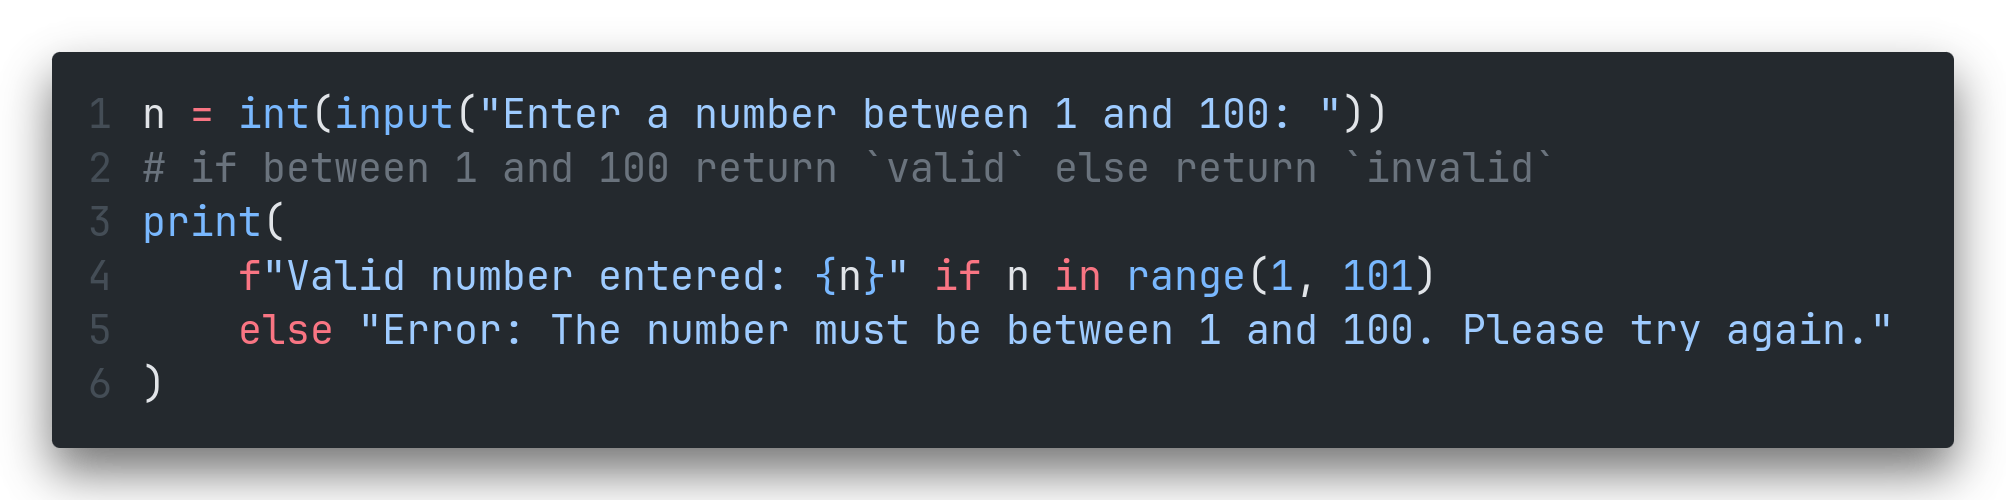 1 n = int(input("Enter a number between 1 and 100: "))
2 # if between 1 and 100 return `valid` else return `invalid`
3 print(
4     f"Valid number entered: {n}" if n in range(1, 101)
5     else "Error: The number must be between 1 and 100. Please try again."
6 )